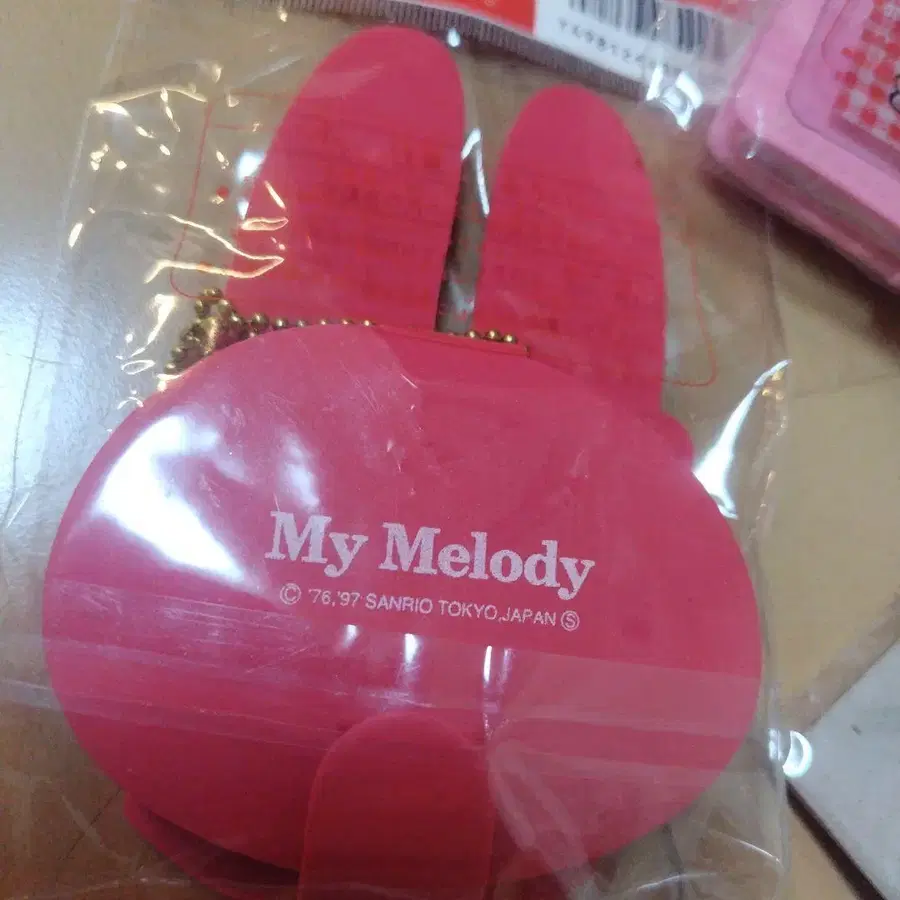 My Melody
© '76,'97 SANRIO TOKYO,JAPAN Ⓢ